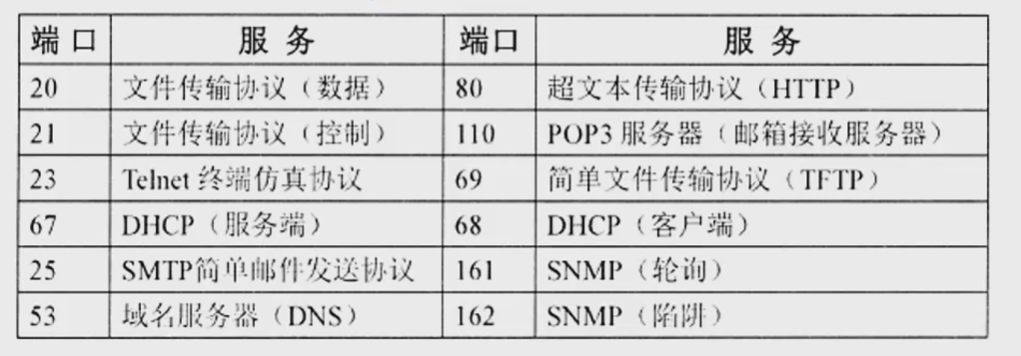 端 口 服 务 端口 服 务
20 文件传输协议（数据） 80 超文本传输协议（HTTP）
21 文件传输协议（控制） 110 POP3 服务器（邮箱接收服务器）
23 Telnet 终端仿真协议 69 简单文件传输协议（TFTP）
67 DHCP（服务端） 68 DHCP（客户端）
25 SMTP简单邮件发送协议 161 SNMP（轮询）
53 域名服务器（DNS） 162 SNMP（陷阱）